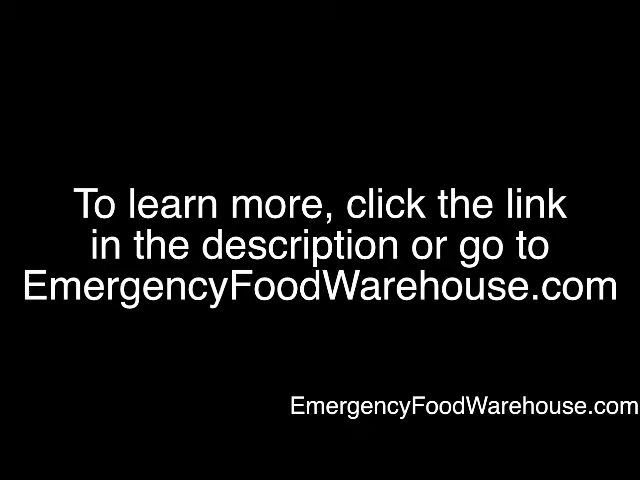 To learn more, click the link
in the description or go to
EmergencyFoodWarehouse.com
EmergencyFoodWarehouse.com